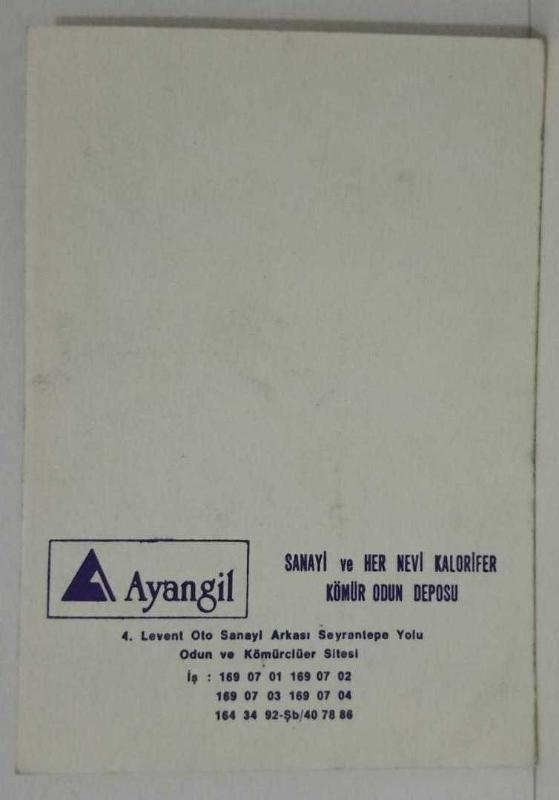 Ayangil
SANAYİ ve HER NEVİ KALORİFER
KÖMÜR ODUN DEPOSU
4. Levent Oto Sanayi Arkası Seyrantepe Yolu
Odun ve Kömürclüer Sitesi
İş : 169 07 01 169 07 02
169 07 03 169 07 04
164 34 92-Şb/40 78 86